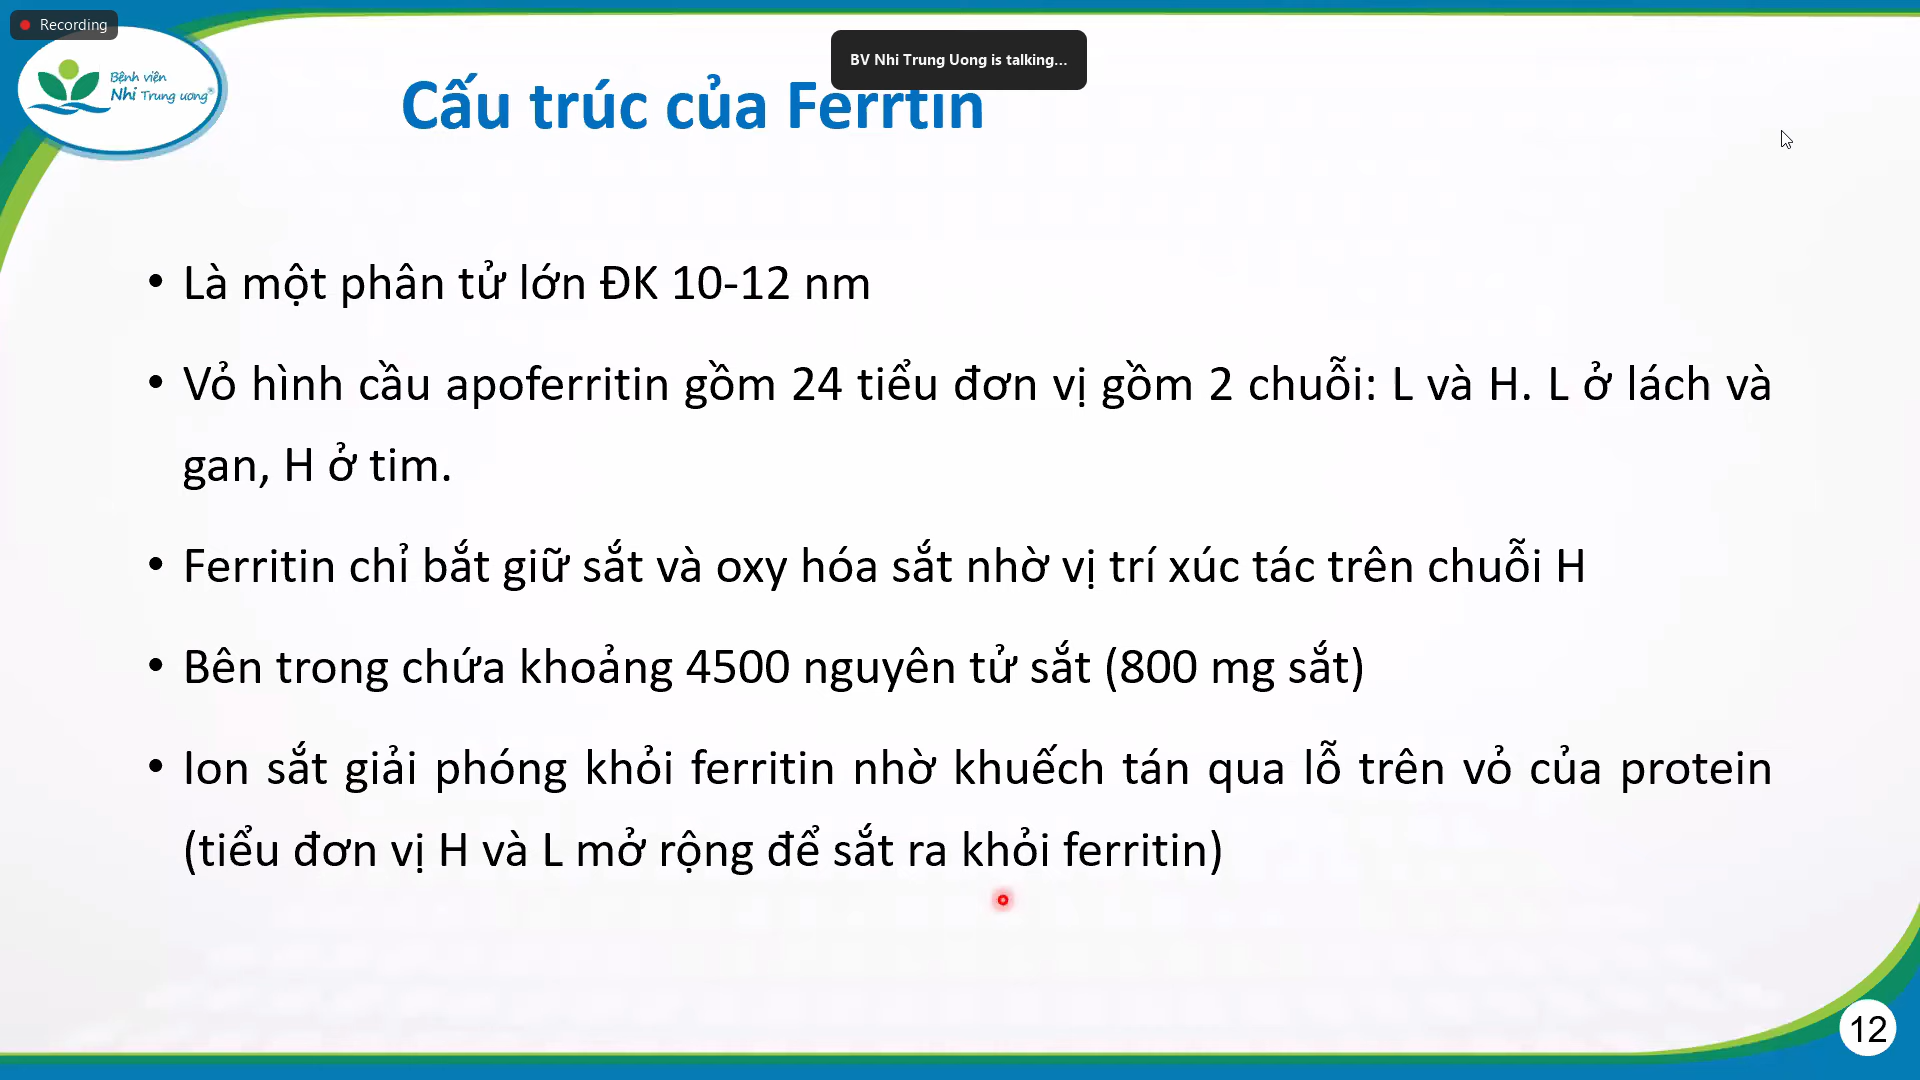 Recording
BV Nhi Trung Uong is talking...
Bệnh viện
Nhi Trung ương
Cấu trúc của Ferrtin
• Là một phân tử lớn ĐK 10-12 nm
• Vỏ hình cầu apoferritin gồm 24 tiểu đơn vị gồm 2 chuỗi: L và H. L ở lách và
gan, H ở tim.
• Ferritin chỉ bắt giữ sắt và oxy hóa sắt nhờ vị trí xúc tác trên chuỗi H
• Bên trong chứa khoảng 4500 nguyên tử sắt (800 mg sắt)
• Ion sắt giải phóng khỏi ferritin nhờ khuếch tán qua lỗ trên vỏ của protein
(tiểu đơn vị H và L mở rộng để sắt ra khỏi ferritin)
12